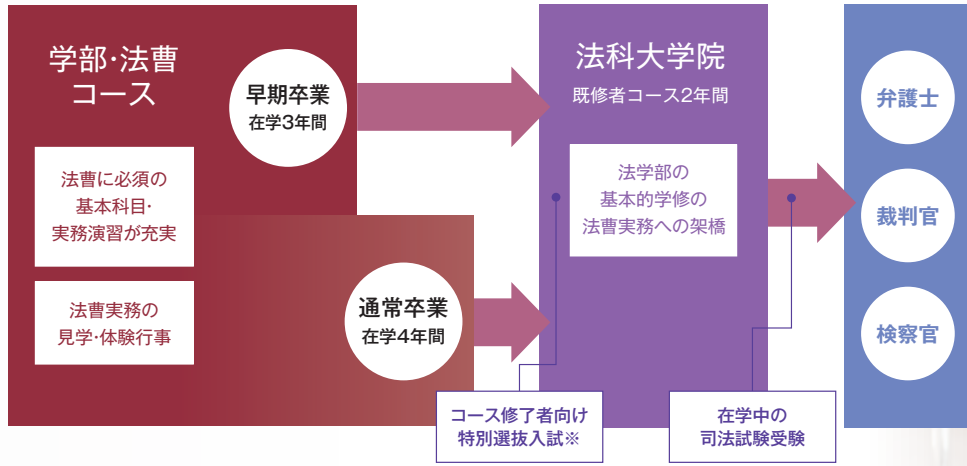 学部・法曹
コース
早期卒業
在学3年間
法曹に必須の
基本科目・
実務演習が充実
法曹実務の
見学・体験行事
通常卒業
在学4年間
コース修了者向け
特別選抜入試※
法科大学院
既修者コース2年間
法学部の
基本的学修の
法曹実務への架橋
在学中の
司法試験受験
弁護士
裁判官
検察官